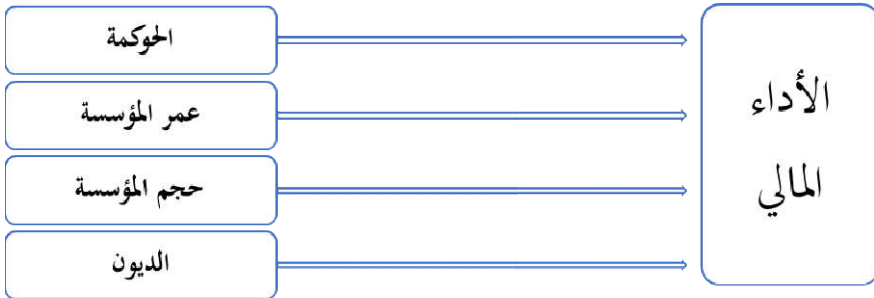 الحوكمة
عمر المؤسسة
حجم المؤسسة
الديون
الأداء
المالي